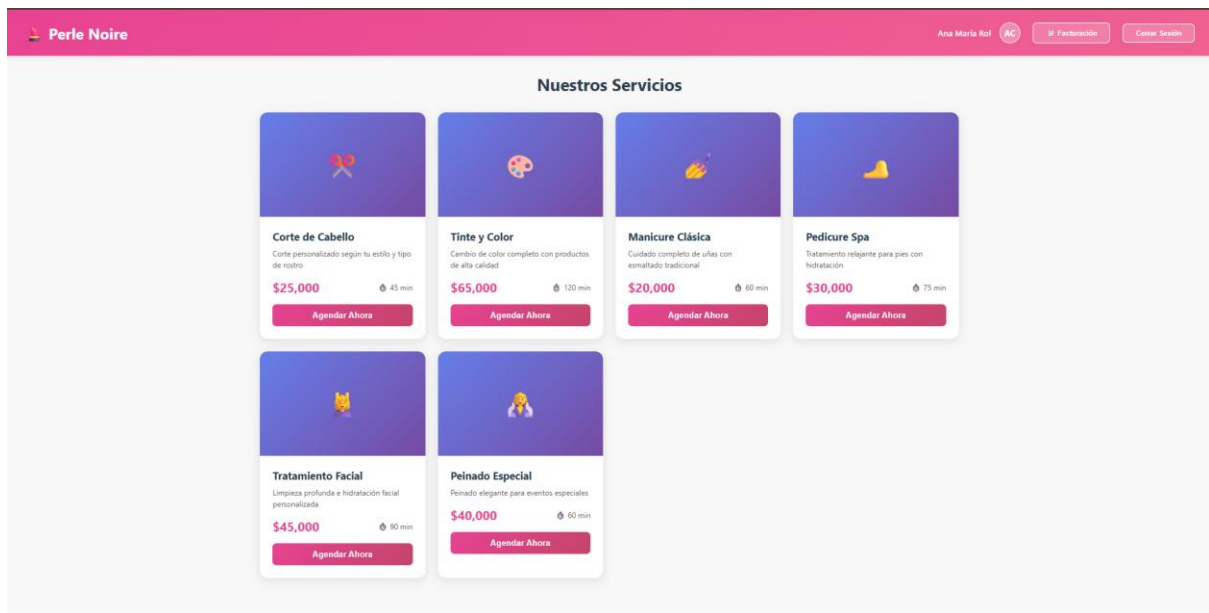 Perle Noire
Ana María Rol
AC
Facturación
Cerrar Sesión
Nuestros Servicios
Corte de Cabello
Corte personalizado según tu estilo y tipo
de rostro
$25,000
45 min
Agendar Ahora
Tinte y Color
Cambio de color completo con productos
de alta calidad
$65,000
120 min
Agendar Ahora
Manicure Clásica
Cuidado completo de uñas con
esmaltado tradicional
$20,000
60 min
Agendar Ahora
Pedicure Spa
Tratamiento relajante para pies con
hidratación
$30,000
75 min
Agendar Ahora
Tratamiento Facial
Limpieza profunda e hidratación facial
personalizada
$45,000
90 min
Agendar Ahora
Peinado Especial
Peinado elegante para eventos especiales
$40,000
60 min
Agendar Ahora